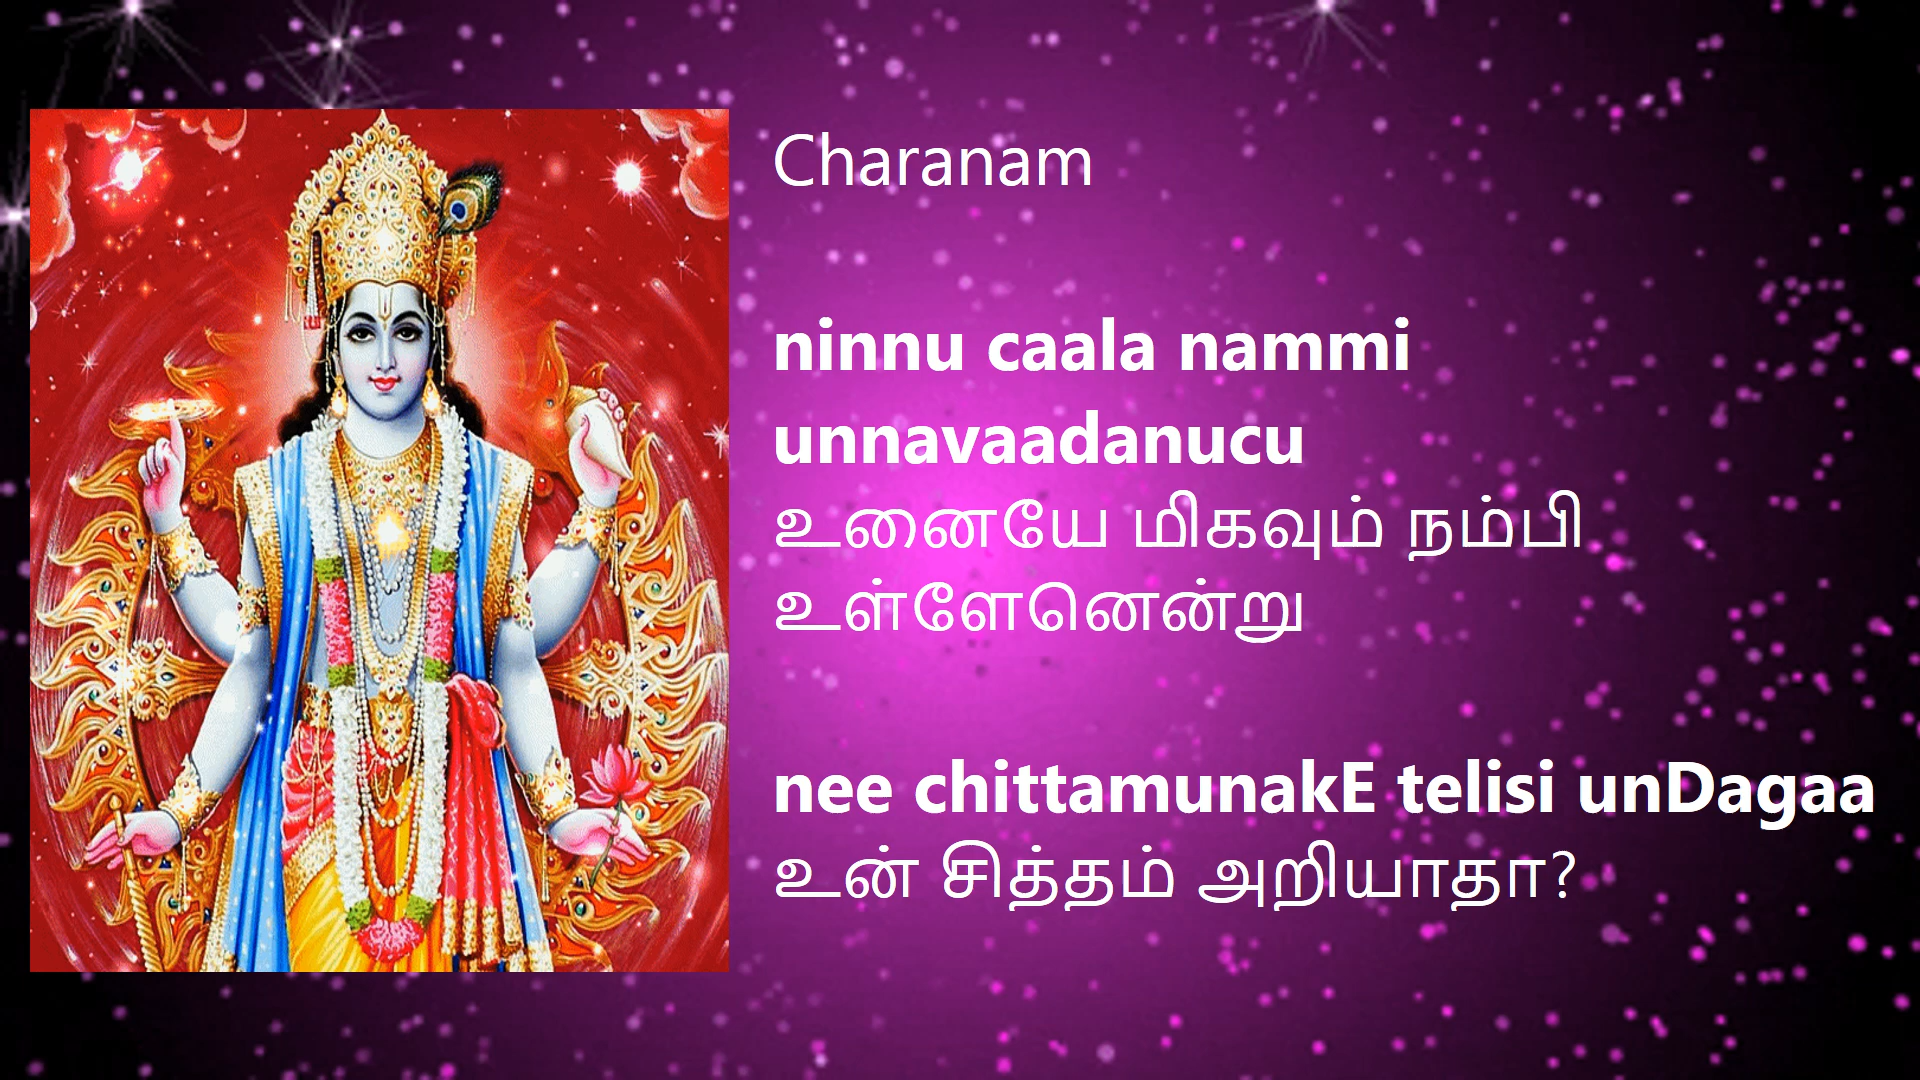 Charanam
ninnu caala nammi
unnavaadanucu
உனையே மிகவும் நம்பி
உள்ளேனென்று
nee chittamunakE telisi unDagaa
உன் சித்தம் அறியாதா?